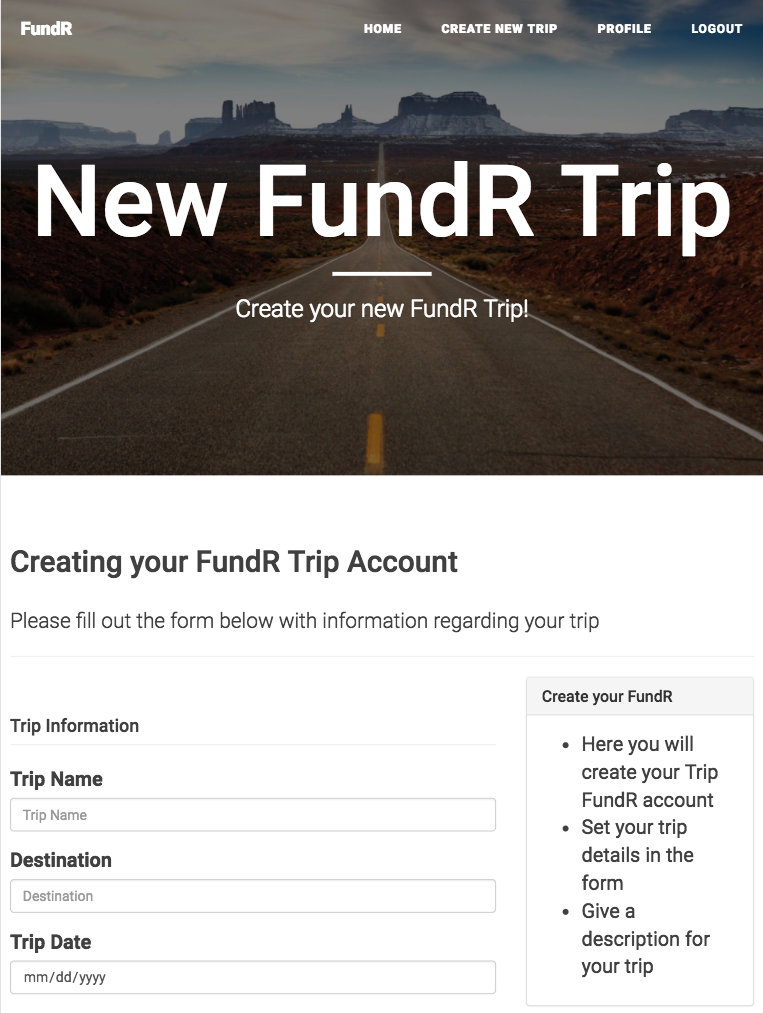 FundR
HOME
CREATE NEW TRIP
PROFILE
LOGOUT
New FundR Trip
Create your new FundR Trip!
Creating your FundR Trip Account
Please fill out the form below with information regarding your trip
Trip Information
Trip Name
Trip Name
Destination
Destination
Trip Date
mm/dd/yyyy
Create your FundR
• Here you will
create your Trip
FundR account
• Set your trip
details in the
form
• Give a
description for
your trip